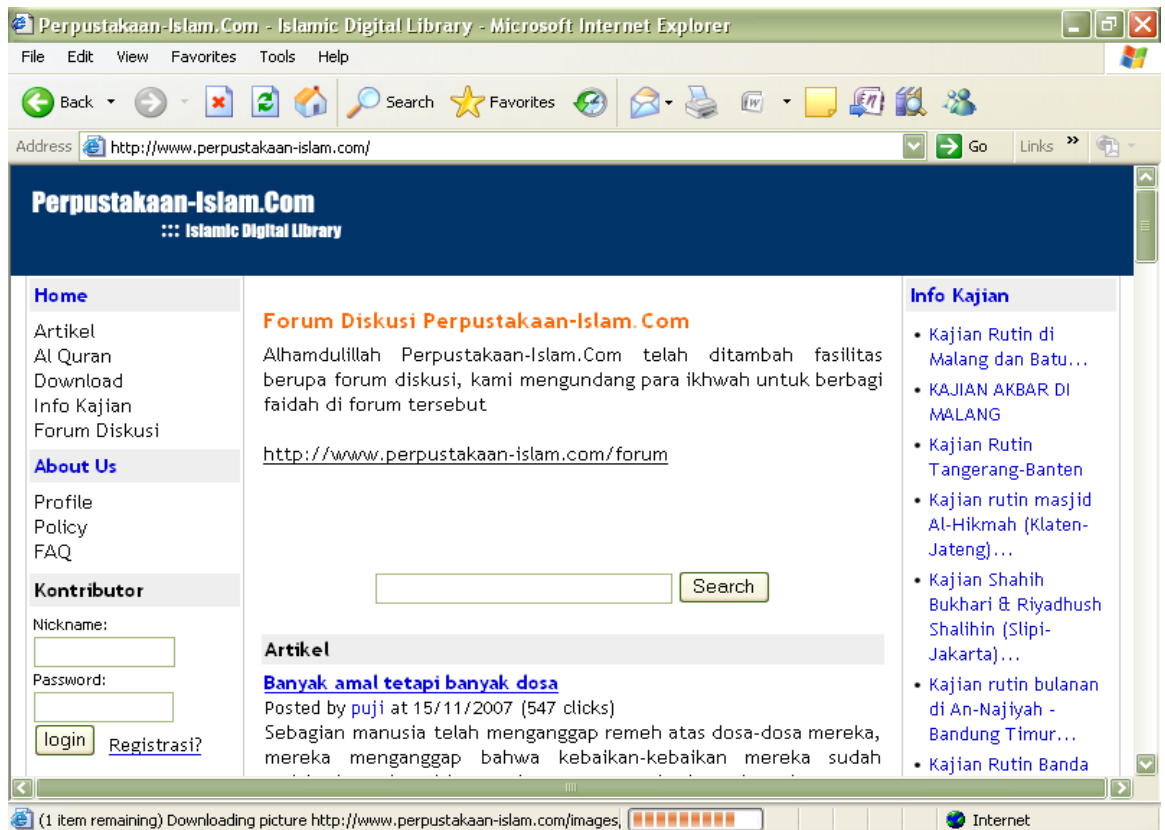 Perpustakaan-Islam.Com - Islamic Digital Library - Microsoft Internet Explorer
File Edit View Favorites Tools Help
Back Search Favorites
Address http://www.perpustakaan-islam.com/ Go Links »
Perpustakaan-Islam.Com
::: Islamic Digital Library
Home
Artikel
Al Quran
Download
Info Kajian
Forum Diskusi
About Us
Profile
Policy
FAQ
Kontributor
Nickname:
Password:
login Registrasi?
Forum Diskusi Perpustakaan-Islam.Com
Alhamdulillah Perpustakaan-Islam.Com telah ditambah fasilitas
berupa forum diskusi, kami mengundang para ikhwah untuk berbagi
faidah di forum tersebut
http://www.perpustakaan-islam.com/forum
Search
Artikel
Banyak amal tetapi banyak dosa
Posted by puji at 15/11/2007 (547 clicks)
Sebagian manusia telah menganggap remeh atas dosa-dosa mereka,
mereka menganggap bahwa kebaikan-kebaikan mereka sudah
Info Kajian
• Kajian Rutin di
Malang dan Batu...
• KAJIAN AKBAR DI
MALANG
• Kajian Rutin
Tangerang-Banten
• Kajian rutin masjid
Al-Hikmah (Klaten-
Jateng)...
• Kajian Shahih
Bukhari & Riyadhush
Shalihin (Slipi-
Jakarta)...
• Kajian rutin bulanan
di An-Najiyah -
Bandung Timur...
• Kajian Rutin Banda
(1 item remaining) Downloading picture http://www.perpustakaan-islam.com/images, Internet